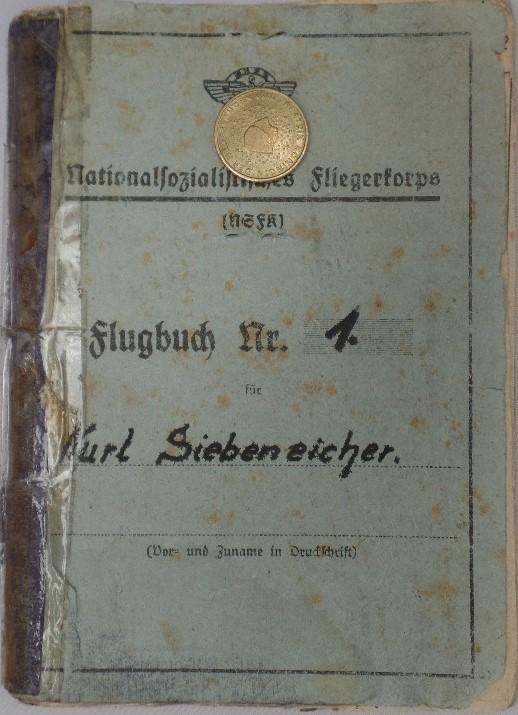 Nationalsozialistisches Fliegerkorps
(NSFK)
Flugbuch Nr. 1.
für
Kurl Siebeneicher.
(Vor- und Zuname in Druckschrift)